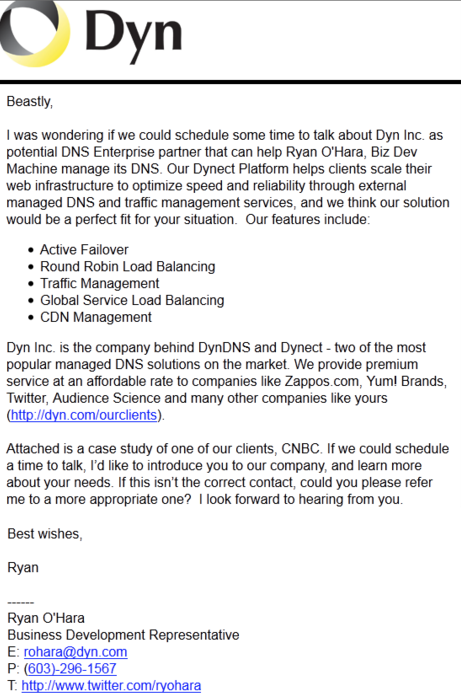 Dyn
Beastly,
I was wondering if we could schedule some time to talk about Dyn Inc. as
potential DNS Enterprise partner that can help Ryan O'Hara, Biz Dev
Machine manage its DNS. Our Dynect Platform helps clients scale their
web infrastructure to optimize speed and reliability through external
managed DNS and traffic management services, and we think our solution
would be a perfect fit for your situation.  Our features include:
• Active Failover
• Round Robin Load Balancing
• Traffic Management
• Global Service Load Balancing
• CDN Management
Dyn Inc. is the company behind DynDNS and Dynect - two of the most
popular managed DNS solutions on the market. We provide premium
service at an affordable rate to companies like Zappos.com, Yum! Brands,
Twitter, Audience Science and many other companies like yours
(http://dyn.com/ourclients).
Attached is a case study of one of our clients, CNBC. If we could schedule
a time to talk, I'd like to introduce you to our company, and learn more
about your needs. If this isn't the correct contact, could you please refer
me to a more appropriate one?  I look forward to hearing from you.
Best wishes,
Ryan
------
Ryan O'Hara
Business Development Representative
E: rohara@dyn.com
P: (603)-296-1567
T: http://www.twitter.com/ryohara